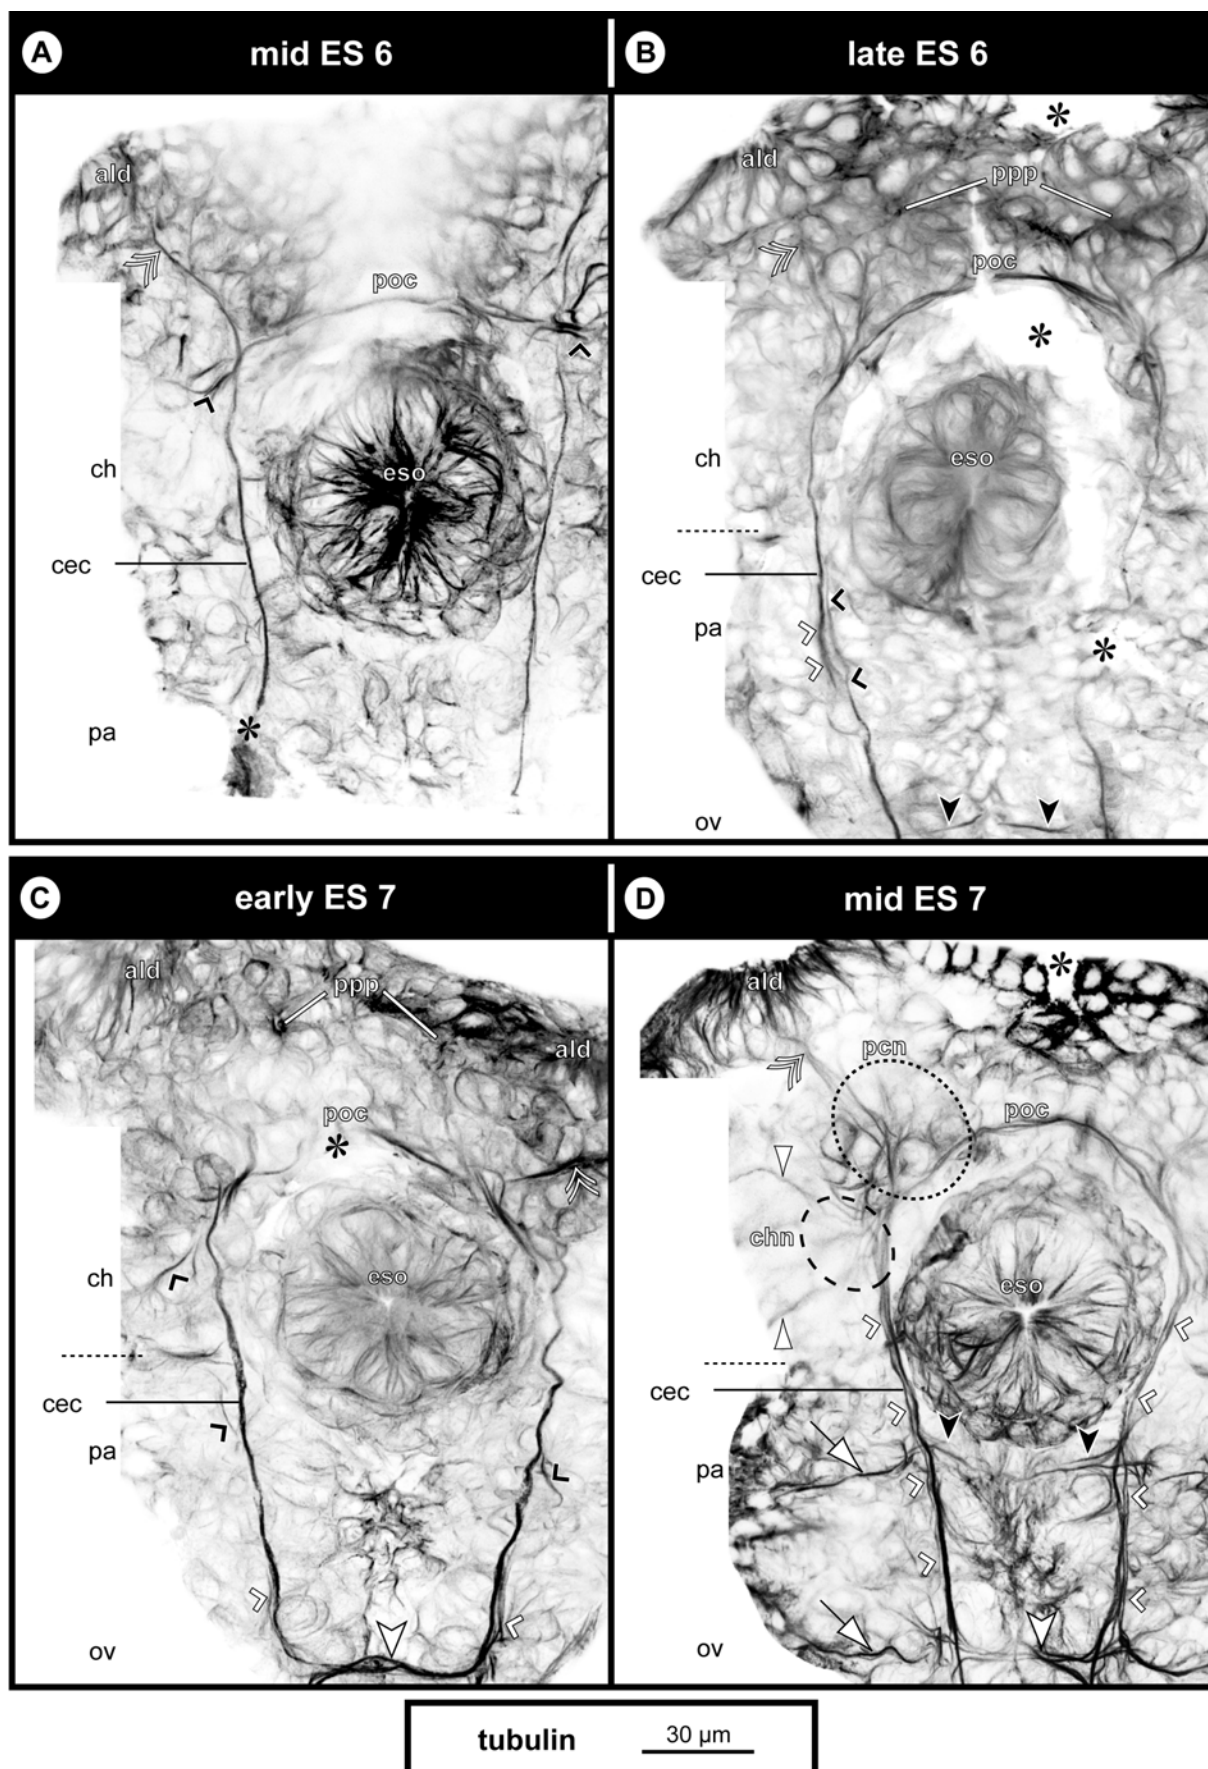 A mid ES 6
B late ES 6
ald
poc
ch
eso
cec
pa
*
ald
*
ppp
poc
*
ch
eso
cec
pa
*
ov
C early ES 7
D mid ES 7
ald
ppp
ald
poc
*
ch
eso
cec
pa
ov
ald
*
pcn
poc
chn
eso
cec
pa
ov
tubulin 30 µm